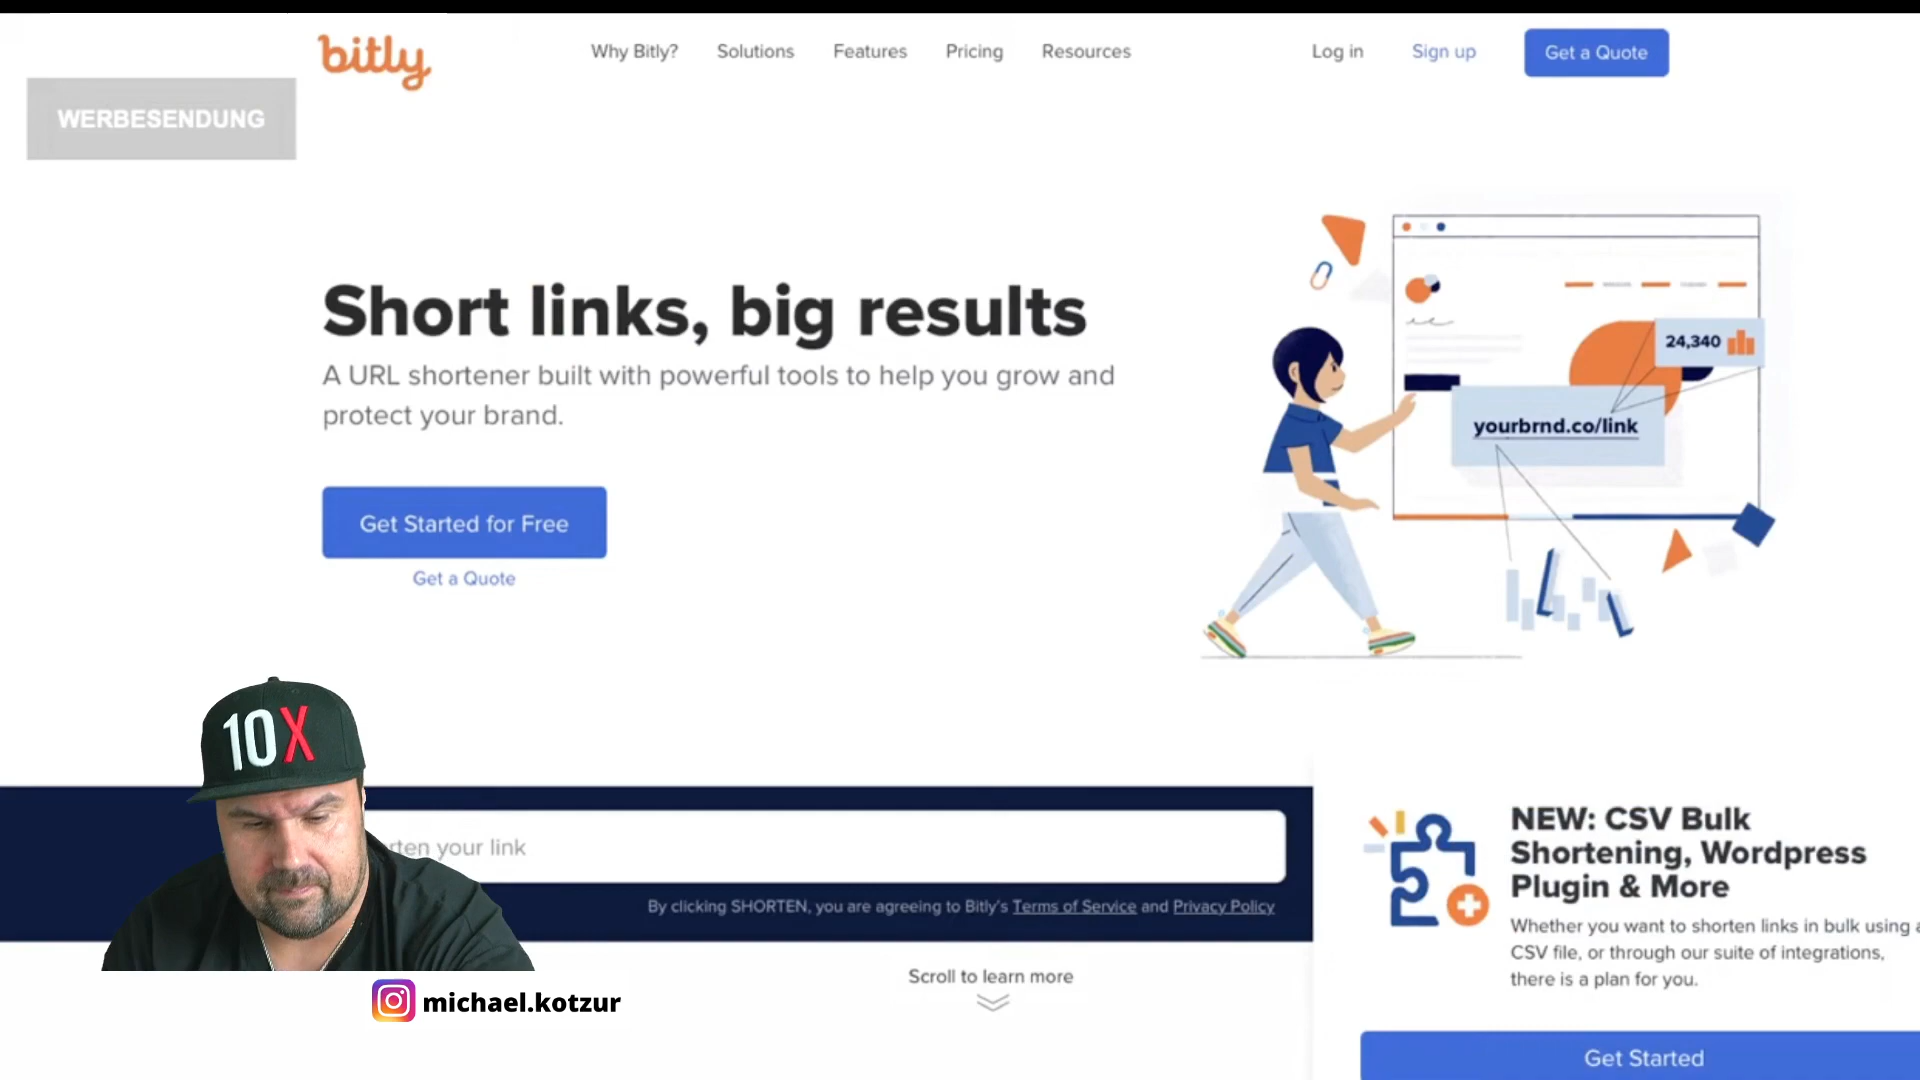 bitly
Why Bitly?
Solutions
Features
Pricing
Resources
Log in
Sign up
Get a Quote
WERBESENDUNG
Short links, big results
A URL shortener built with powerful tools to help you grow and
protect your brand.
Get Started for Free
Get a Quote
24,340
yourbrnd.co/link
10X
rten your link
By clicking SHORTEN, you are agreeing to Bitly's Terms of Service and Privacy Policy
Scroll to learn more
NEW: CSV Bulk
Shortening, Wordpress
Plugin & More
Whether you want to shorten links in bulk using a
CSV file, or through our suite of integrations,
there is a plan for you.
Get Started
michael.kotzur